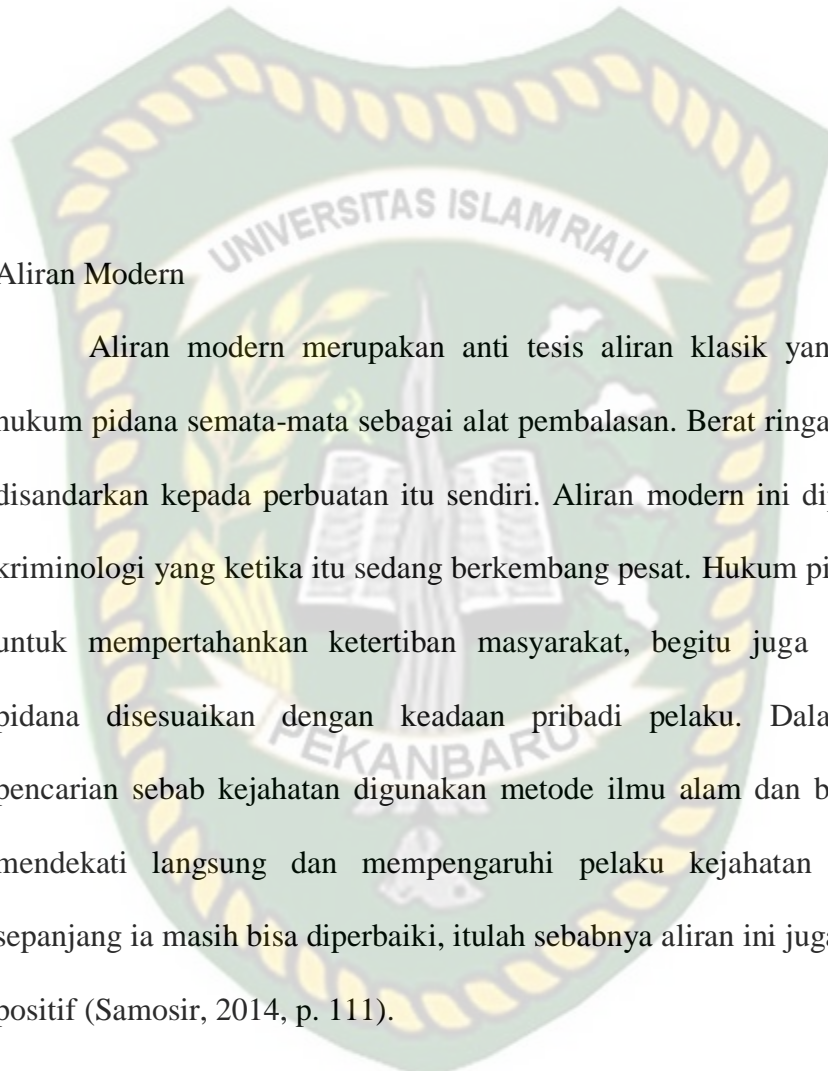 UNIVERSITAS ISLAM RIAU
Aliran Modern
Aliran modern merupakan anti tesis aliran klasik yan
hukum pidana semata-mata sebagai alat pembalasan. Berat ringa
disandarkan kepada perbuatan itu sendiri. Aliran modern ini di
kriminologi yang ketika itu sedang berkembang pesat. Hukum pi
untuk mempertahankan ketertiban masyarakat, begitu juga
pidana disesuaikan dengan keadaan pribadi pelaku. Dala
PEKANBARU
pencarian sebab kejahatan digunakan metode ilmu alam dan b
mendekati langsung dan mempengaruhi pelaku kejahatan
sepanjang ia masih bisa diperbaiki, itulah sebabnya aliran ini juga
positif (Samosir, 2014, p. 111).